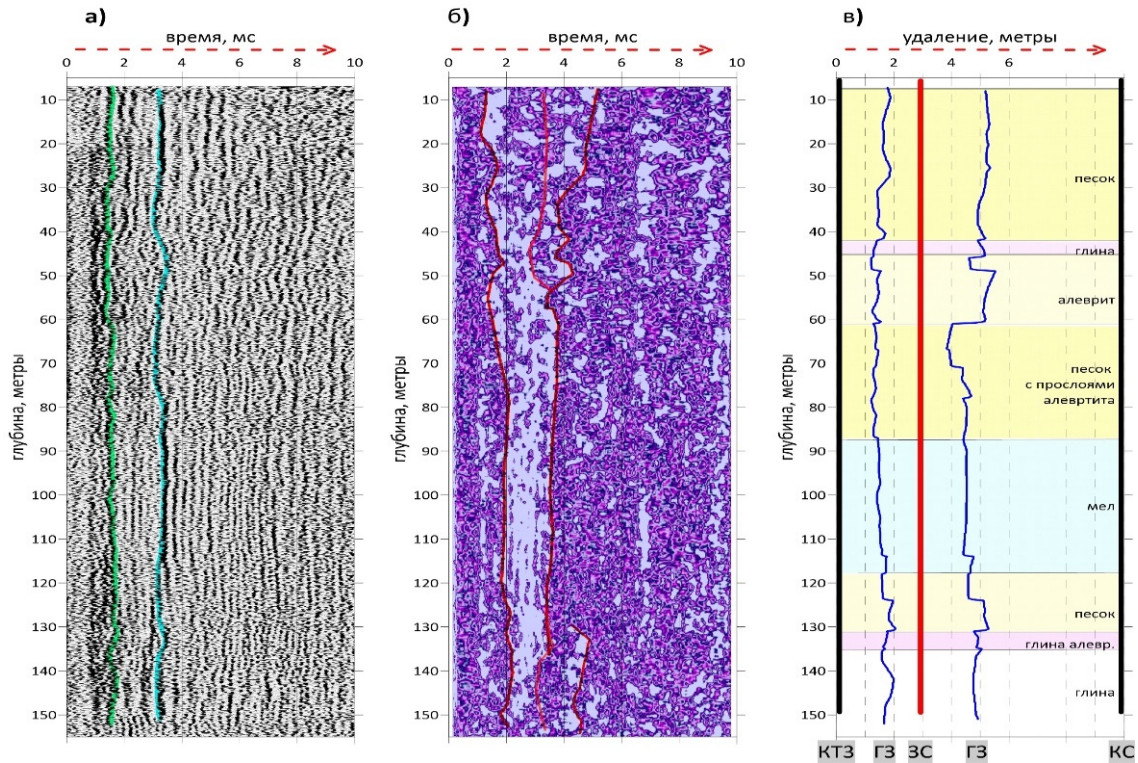 а)
время, мс
0 2 4 6 8 10
глубина, метры
10
20
30
40
50
60
70
80
90
100
110
120
130
140
150
б)
время, мс
0 2 4 6 8 10
глубина, метры
10
20
30
40
50
60
70
80
90
100
110
120
130
140
150
в)
удаление, метры
0 2 4 6
глубина, метры
10
20
30
40
50
60
70
80
90
100
110
120
130
140
150
песок
глина
алеврит
песок
с прослоями
алевртита
мел
песок
глина алевр.
глина
КТЗ ГЗ ЗС ГЗ КС